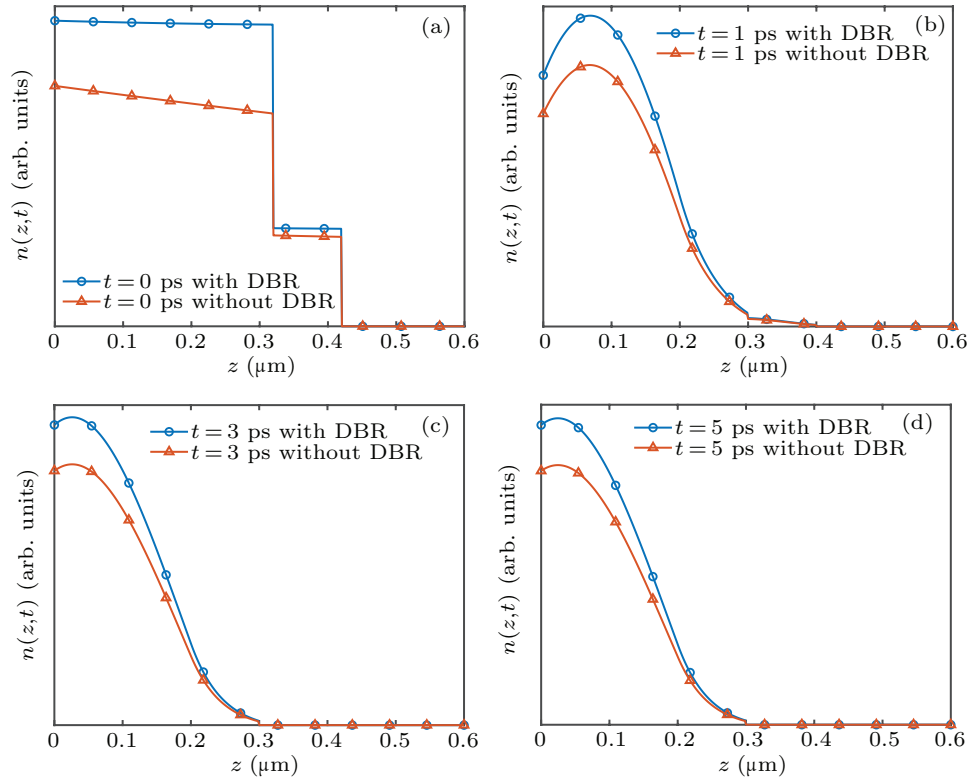 (a)
n(z,t) (arb. units)
t=0 ps with DBR
t=0 ps without DBR
0 0.1 0.2 0.3 0.4 0.5 0.6
z (μm)
(b)
n(z,t) (arb. units)
t=1 ps with DBR
t=1 ps without DBR
0 0.1 0.2 0.3 0.4 0.5 0.6
z (μm)
(c)
n(z,t) (arb. units)
t=3 ps with DBR
t=3 ps without DBR
0 0.1 0.2 0.3 0.4 0.5 0.6
z (μm)
(d)
n(z,t) (arb. units)
t=5 ps with DBR
t=5 ps without DBR
0 0.1 0.2 0.3 0.4 0.5 0.6
z (μm)